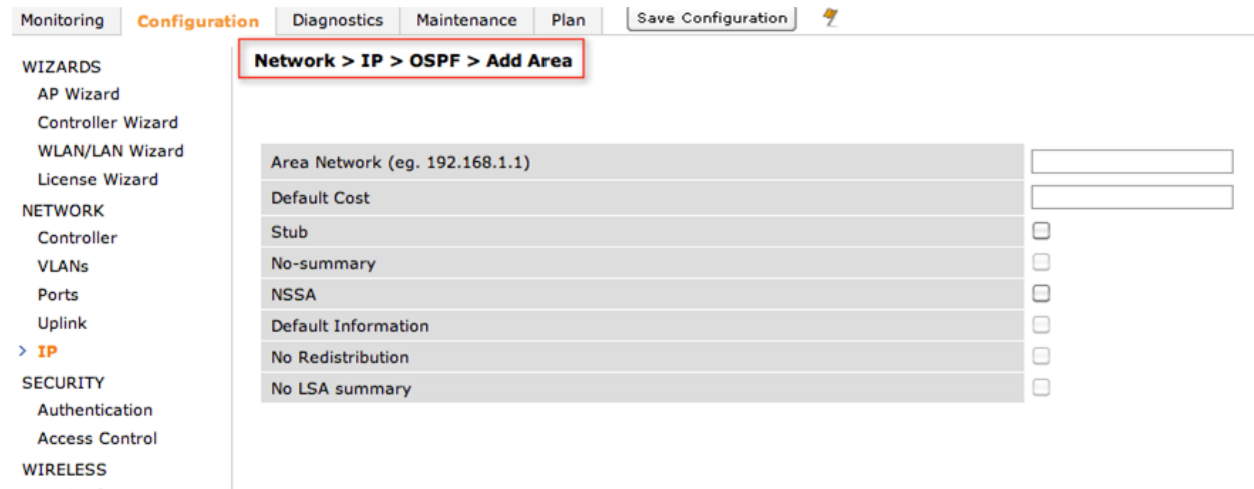 Monitoring Configuration Diagnostics Maintenance Plan Save Configuration
Network > IP > OSPF > Add Area
WIZARDS
AP Wizard
Controller Wizard
WLAN/LAN Wizard
License Wizard
NETWORK
Controller
VLANs
Ports
Uplink
> IP
SECURITY
Authentication
Access Control
WIRELESS
Area Network (eg. 192.168.1.1)
Default Cost
Stub
No-summary
NSSA
Default Information
No Redistribution
No LSA summary